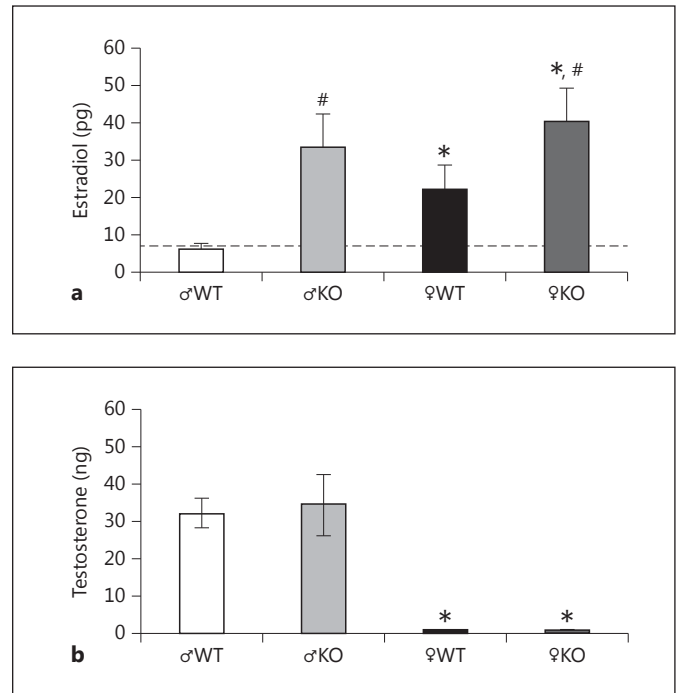 60
50
40
30
20
10
0
Estradiol (pg)
#
*
*, #
a
♂WT
♂KO
♀WT
♀KO
60
50
40
30
20
10
0
Testosterone (ng)
*
*
b
♂WT
♂KO
♀WT
♀KO